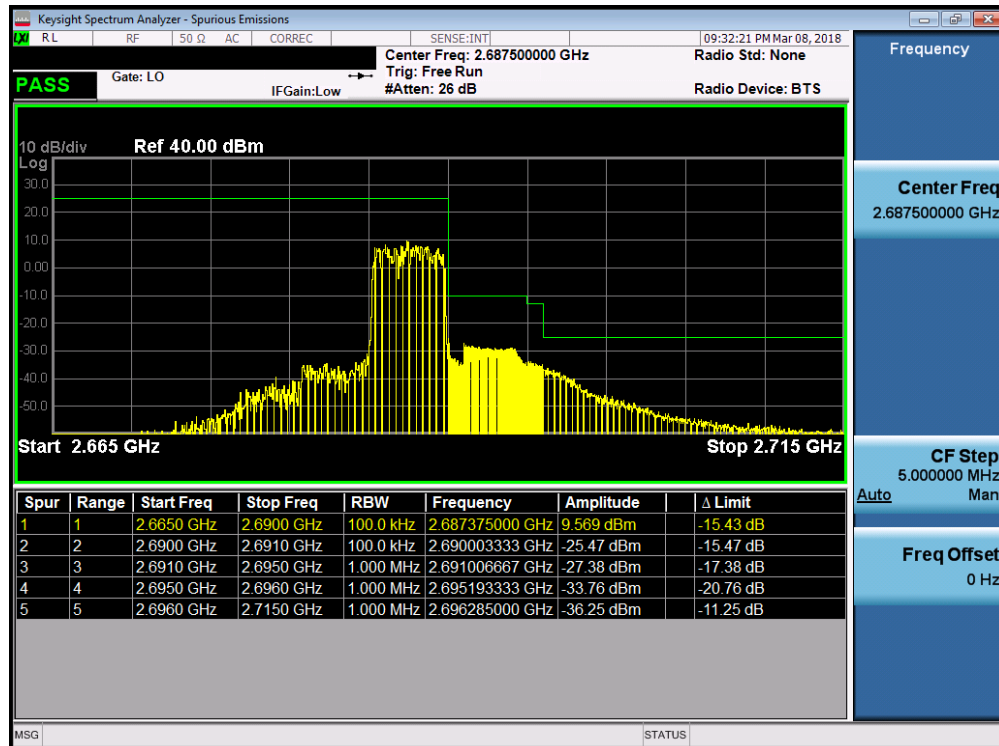 Keysight Spectrum Analyzer - Spurious Emissions
LXI RL RF 50 Ω AC CORREC SENSE:INT 09:32:21 PM Mar 08, 2018
Center Freq: 2.687500000 GHz Radio Std: None
Gate: LO Trig: Free Run
PASS IFGain:Low #Atten: 26 dB Radio Device: BTS
10 dB/div Ref 40.00 dBm
Log
30.0
20.0
10.0
0.00
-10.0
-20.0
-30.0
-40.0
-50.0
Start 2.665 GHz Stop 2.715 GHz
Spur Range Start Freq Stop Freq RBW Frequency Amplitude Δ Limit
1 1 2.6650 GHz 2.6900 GHz 100.0 kHz 2.687375000 GHz 9.569 dBm -15.43 dB
2 2 2.6900 GHz 2.6910 GHz 100.0 kHz 2.690003333 GHz -25.47 dBm -15.47 dB
3 3 2.6910 GHz 2.6950 GHz 1.000 MHz 2.691006667 GHz -27.38 dBm -17.38 dB
4 4 2.6950 GHz 2.6960 GHz 1.000 MHz 2.695193333 GHz -33.76 dBm -20.76 dB
5 5 2.6960 GHz 2.7150 GHz 1.000 MHz 2.696285000 GHz -36.25 dBm -11.25 dB
MSG STATUS
Frequency
Center Freq
2.687500000 GHz
CF Step
5.000000 MHz
Auto Man
Freq Offset
0 Hz